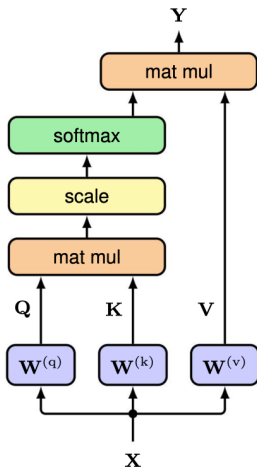 Y
mat mul
softmax
scale
mat mul
Q K V
W^(q) W^(k) W^(v)
X